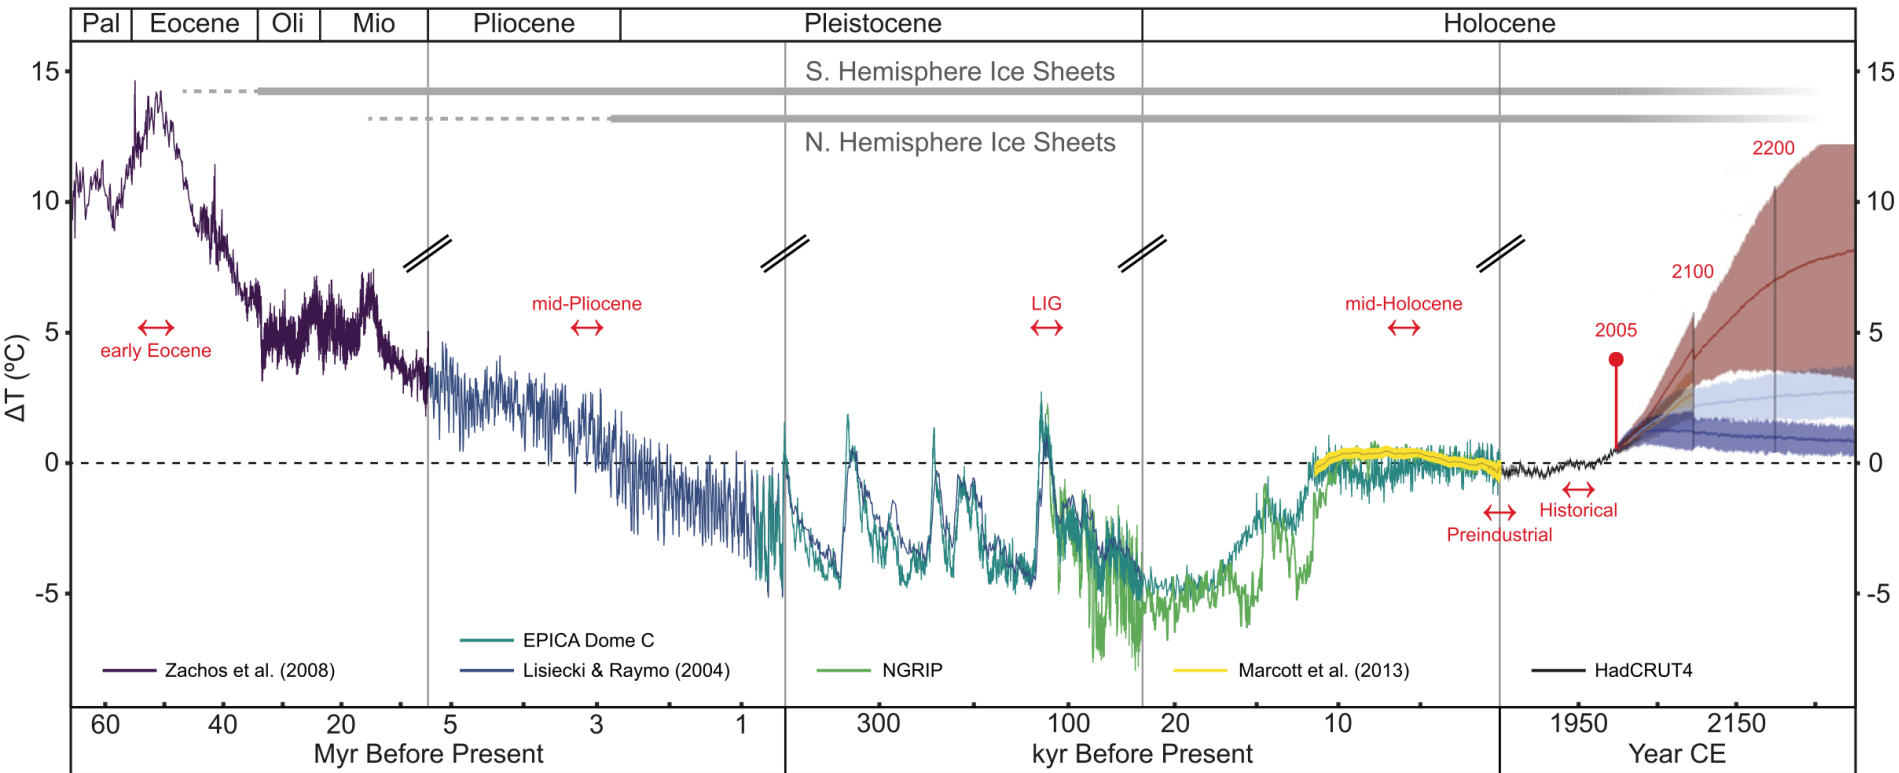 Pal Eocene Oli Mio Pliocene Pleistocene Holocene
15 S. Hemisphere Ice Sheets 15
N. Hemisphere Ice Sheets
2200
10 10
2100
mid-Pliocene LIG mid-Holocene
2005
5 5
early Eocene
ΔT (ºC)
0 0
Historical
Preindustrial
-5 -5
EPICA Dome C
Zachos et al. (2008) Lisiecki & Raymo (2004) NGRIP Marcott et al. (2013) HadCRUT4
60 40 20 5 3 1 300 100 20 10 1950 2150
Myr Before Present kyr Before Present Year CE